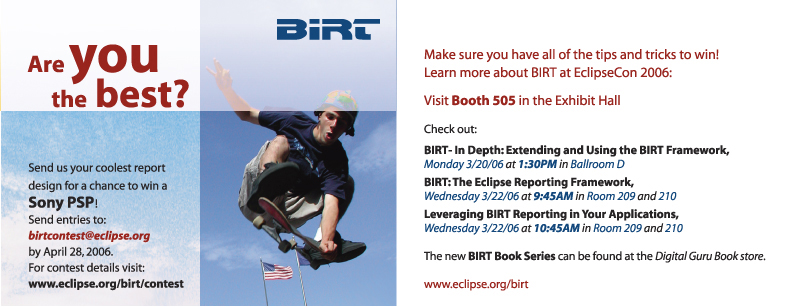 BiRT
Are you
the best?
Send us your coolest report
design for a chance to win a
Sony PSP!
Send entries to:
birtcontest@eclipse.org
by April 28, 2006.
For contest details visit:
www.eclipse.org/birt/contest
Make sure you have all of the tips and tricks to win!
Learn more about BIRT at EclipseCon 2006:
Visit Booth 505 in the Exhibit Hall
Check out:
BIRT- In Depth: Extending and Using the BIRT Framework,
Monday 3/20/06 at 1:30PM in Ballroom D
BIRT: The Eclipse Reporting Framework,
Wednesday 3/22/06 at 9:45AM in Room 209 and 210
Leveraging BIRT Reporting in Your Applications,
Wednesday 3/22/06 at 10:45AM in Room 209 and 210
The new BIRT Book Series can be found at the Digital Guru Book store.
www.eclipse.org/birt